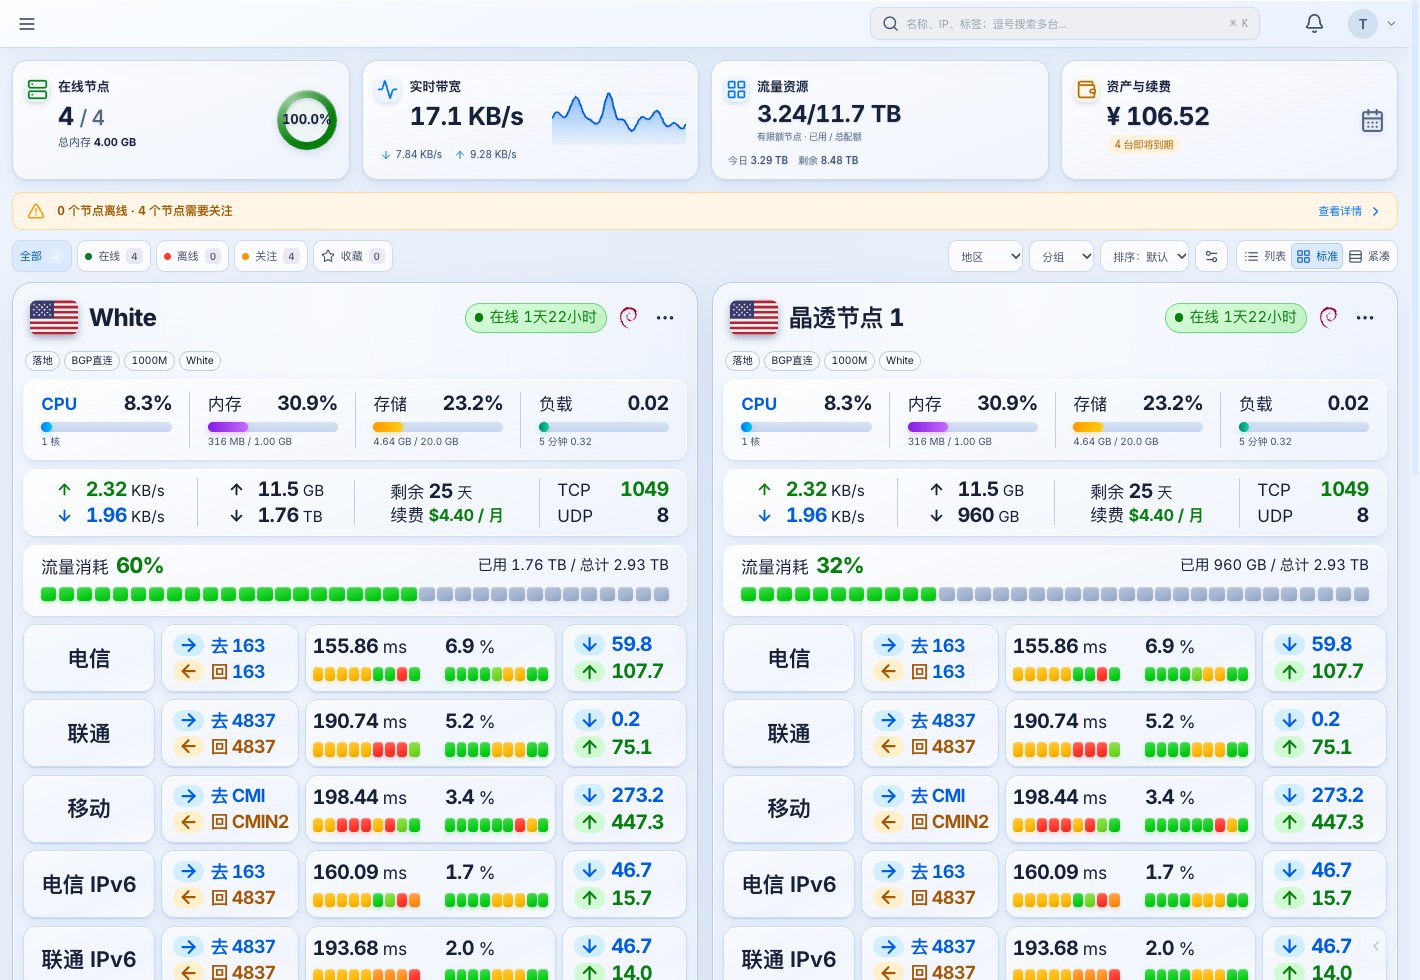 名称、IP、标签；逗号搜索多台...
⌘ K
T
在线节点
4 / 4
总内存 4.00 GB
100.0%
实时带宽
17.1 KB/s
7.84 KB/s 9.28 KB/s
流量资源
3.24/11.7 TB
有限额节点 · 已用 / 总配额
今日 3.29 TB 剩余 8.48 TB
资产与续费
¥ 106.52
4 台即将到期
0 个节点离线 · 4 个节点需要关注
查看详情
全部 4 在线 4 离线 0 关注 4 收藏 0
地区 分组 排序：默认 列表 标准 紧凑
White
在线 1天22小时
落地 BGP直连 1000M White
CPU 8.3% 内存 30.9% 存储 23.2% 负载 0.02
1 核 316 MB / 1.00 GB 4.64 GB / 20.0 GB 5 分钟 0.32
2.32 KB/s 11.5 GB 剩余 25 天 TCP 1049
1.96 KB/s 1.76 TB 续费 $4.40 / 月 UDP 8
流量消耗 60% 已用 1.76 TB / 总计 2.93 TB
电信
去 163
回 163
155.86 ms 6.9 %
59.8
107.7
联通
去 4837
回 4837
190.74 ms 5.2 %
0.2
75.1
移动
去 CMI
回 CMIN2
198.44 ms 3.4 %
273.2
447.3
电信 IPv6
去 163
回 4837
160.09 ms 1.7 %
46.7
15.7
联通 IPv6
去 4837
回 4837
193.68 ms 2.0 %
46.7
14.0
晶透节点 1
在线 1天22小时
落地 BGP直连 1000M White
CPU 8.3% 内存 30.9% 存储 23.2% 负载 0.02
1 核 316 MB / 1.00 GB 4.64 GB / 20.0 GB 5 分钟 0.32
2.32 KB/s 11.5 GB 剩余 25 天 TCP 1049
1.96 KB/s 960 GB 续费 $4.40 / 月 UDP 8
流量消耗 32% 已用 960 GB / 总计 2.93 TB
电信
去 163
回 163
155.86 ms 6.9 %
59.8
107.7
联通
去 4837
回 4837
190.74 ms 5.2 %
0.2
75.1
移动
去 CMI
回 CMIN2
198.44 ms 3.4 %
273.2
447.3
电信 IPv6
去 163
回 4837
160.09 ms 1.7 %
46.7
15.7
联通 IPv6
去 4837
回 4837
193.68 ms 2.0 %
46.7
14.0